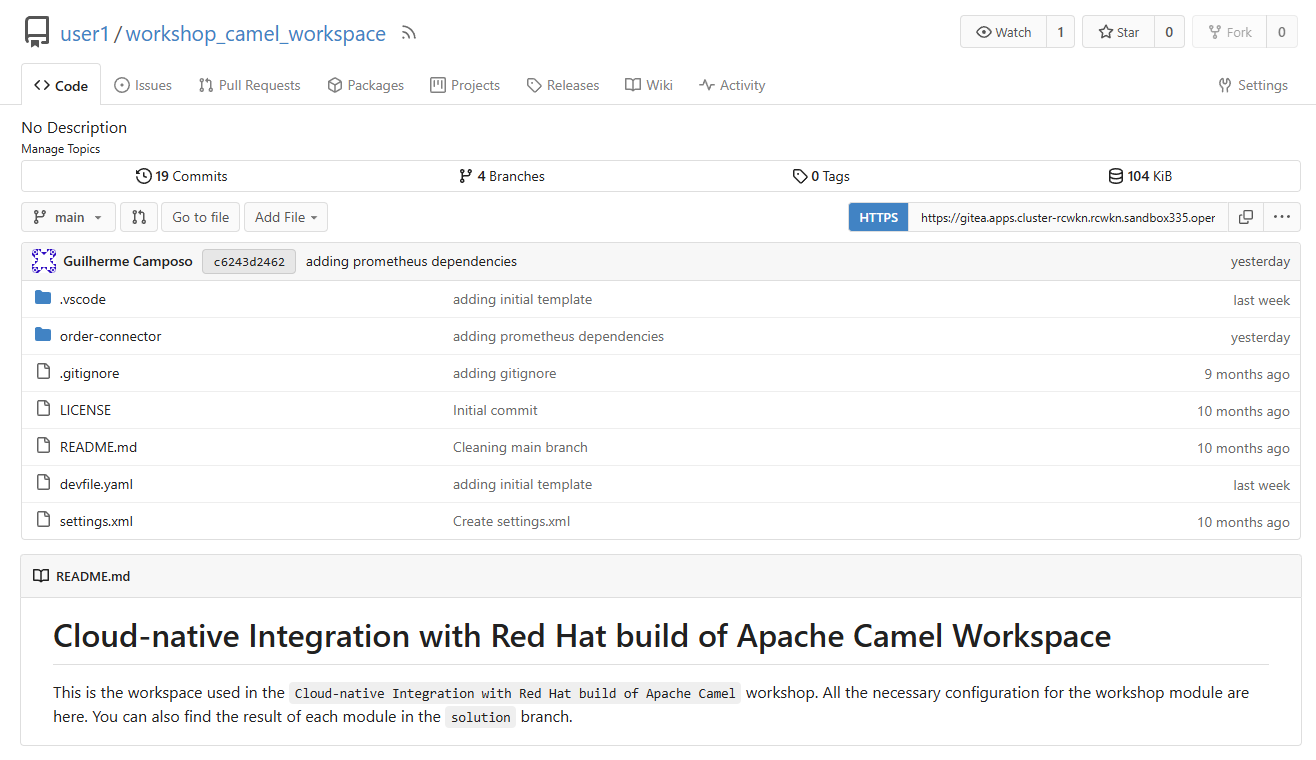 user1/workshop_camel_workspace Watch 1 Star 0 Fork 0
Code Issues Pull Requests Packages Projects Releases Wiki Activity Settings
No Description
Manage Topics
19 Commits 4 Branches 0 Tags 104 KiB
main Go to file Add File HTTPS https://gitea.apps.cluster-rcwkn.rcwkn.sandbox335.oper
Guilherme Camposo c6243d2462 adding prometheus dependencies yesterday
.vscode adding initial template last week
order-connector adding prometheus dependencies yesterday
.gitignore adding gitignore 9 months ago
LICENSE Initial commit 10 months ago
README.md Cleaning main branch 10 months ago
devfile.yaml adding initial template last week
settings.xml Create settings.xml 10 months ago
README.md
Cloud-native Integration with Red Hat build of Apache Camel Workspace
This is the workspace used in the Cloud-native Integration with Red Hat build of Apache Camel workshop. All the necessary configuration for the workshop module are
here. You can also find the result of each module in the solution branch.